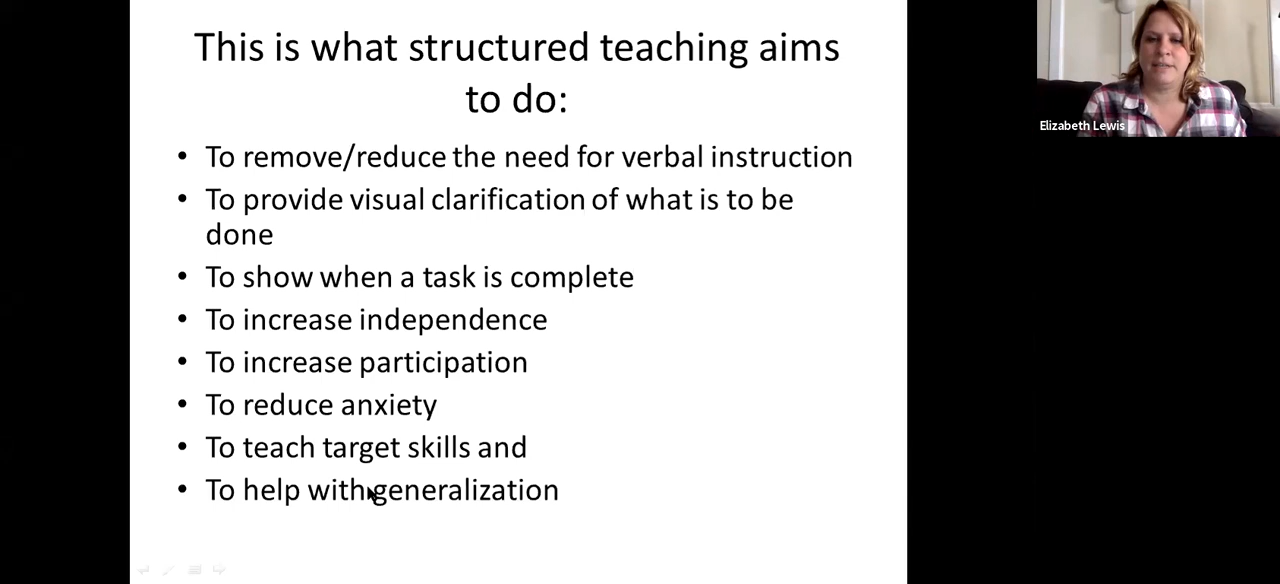 This is what structured teaching aims
to do:
• To remove/reduce the need for verbal instruction
• To provide visual clarification of what is to be
done
• To show when a task is complete
• To increase independence
• To increase participation
• To reduce anxiety
• To teach target skills and
• To help with generalization
Elizabeth Lewis